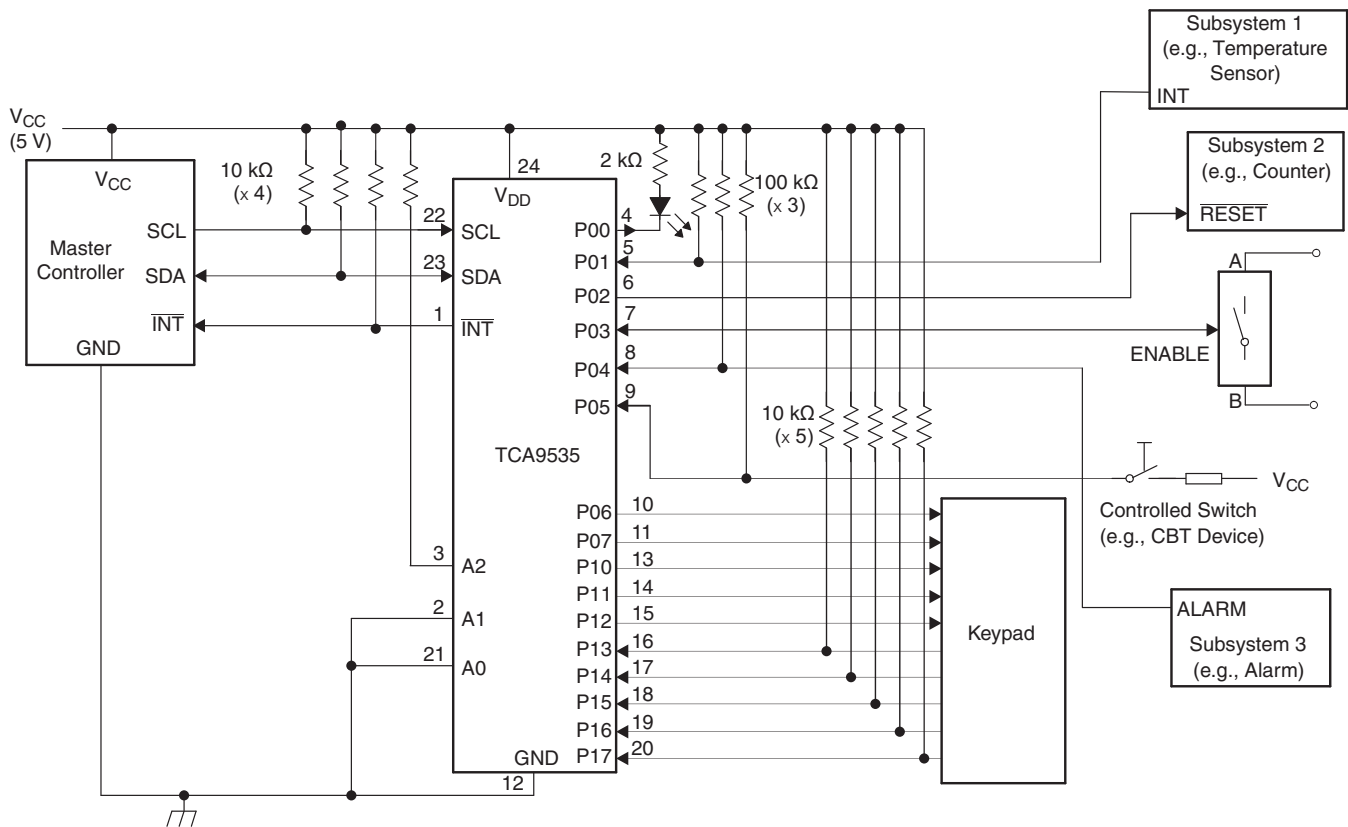 Subsystem 1
(e.g., Temperature
Sensor)
INT
VCC
(5 V)
VCC
SCL
Master
Controller
SDA
INT
GND
10 kΩ
(x 4)
24
VDD
22
SCL
23
SDA
1
INT
TCA9535
3
A2
2
A1
21
A0
GND
12
2 kΩ
100 kΩ
(x 3)
P00
4
P01
5
P02
6
P03
7
P04
8
P05
9
10 kΩ
(x 5)
P06
10
P07
11
P10
13
P11
14
P12
15
P13
16
P14
17
P15
18
P16
19
P17
20
Keypad
Subsystem 2
(e.g., Counter)
RESET
A
ENABLE
B
VCC
Controlled Switch
(e.g., CBT Device)
ALARM
Subsystem 3
(e.g., Alarm)